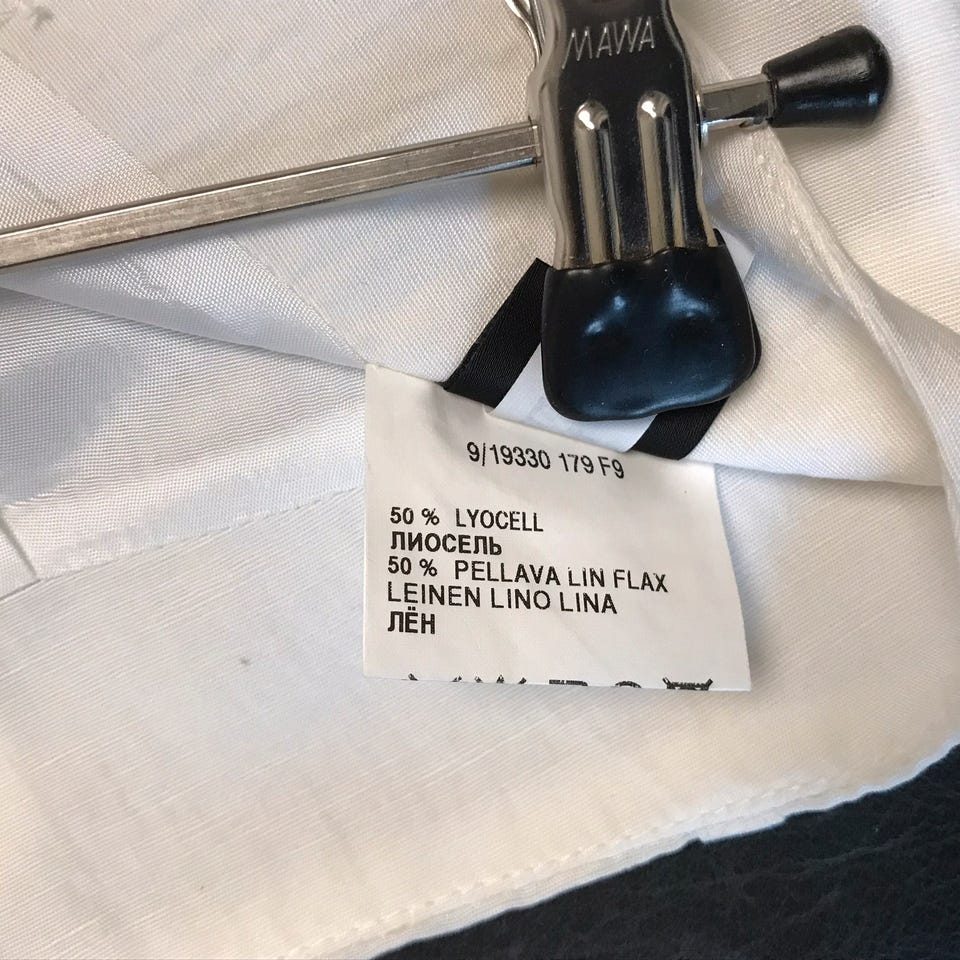 MAWA
9/19330 179 F9
50 % LYOCELL
ЛИОСЕЛЬ
50 % PELLAVA LIN FLAX
LEINEN LINO LINA
ЛЁН